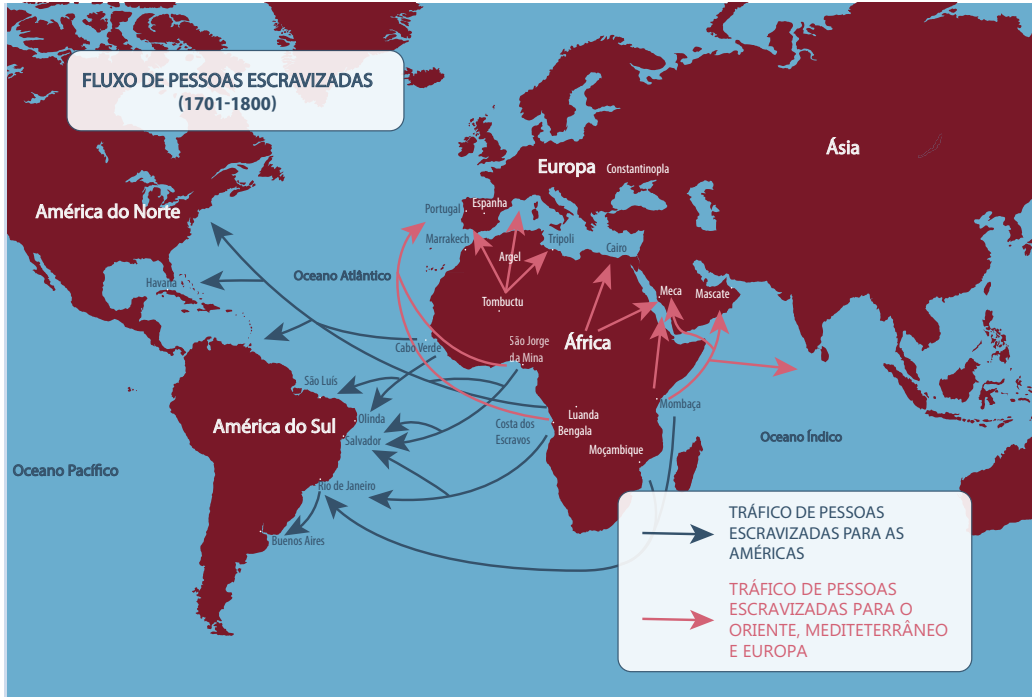 FLUXO DE PESSOAS ESCRAVIZADAS
(1701-1800)
Ásia
Europa
Constantinopla
América do Norte
Portugal
Espanha
Marrakech
Argel
Tripoli
Cairo
Oceano Atlântico
Havana
Tombuctu
Meca
Mascate
Cabo Verde
São Jorge
da Mina
África
São Luís
Olinda
América do Sul
Salvador
Costa dos
Escravos
Luanda
Bengala
Mombaça
Moçambique
Oceano Índico
Oceano Pacífico
Rio de Janeiro
Buenos Aires
TRÁFICO DE PESSOAS
ESCRAVIZADAS PARA AS
AMÉRICAS
TRÁFICO DE PESSOAS
ESCRAVIZADAS PARA O
ORIENTE, MEDITETERRÂNEO
E EUROPA